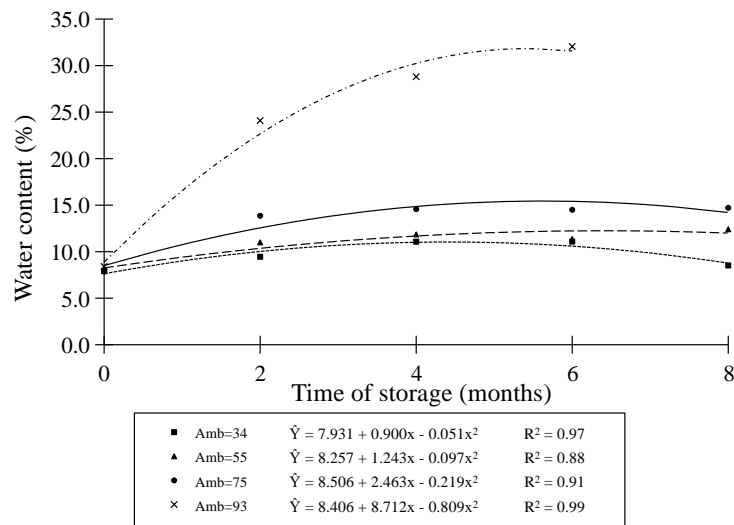 35.0
30.0
25.0
20.0
15.0
10.0
5.0
0.0
Water content (%)
0 2 4 6 8
Time of storage (months)
Amb=34 Ŷ = 7.931 + 0.900x - 0.051x² R² = 0.97
Amb=55 Ŷ = 8.257 + 1.243x - 0.097x² R² = 0.88
Amb=75 Ŷ = 8.506 + 2.463x - 0.219x² R² = 0.91
Amb=93 Ŷ = 8.406 + 8.712x - 0.809x² R² = 0.99